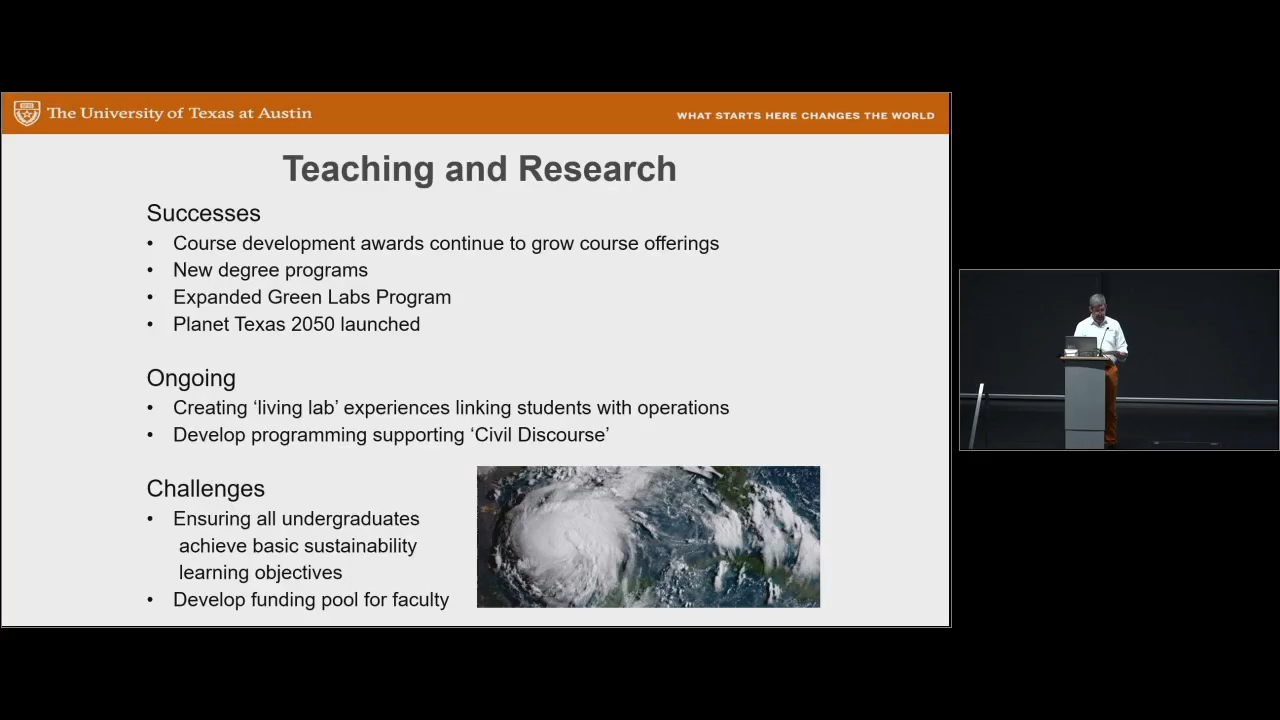 The University of Texas at Austin
WHAT STARTS HERE CHANGES THE WORLD
Teaching and Research
Successes
• Course development awards continue to grow course offerings
• New degree programs
• Expanded Green Labs Program
• Planet Texas 2050 launched
Ongoing
• Creating ‘living lab’ experiences linking students with operations
• Develop programming supporting ‘Civil Discourse’
Challenges
• Ensuring all undergraduates
achieve basic sustainability
learning objectives
• Develop funding pool for faculty